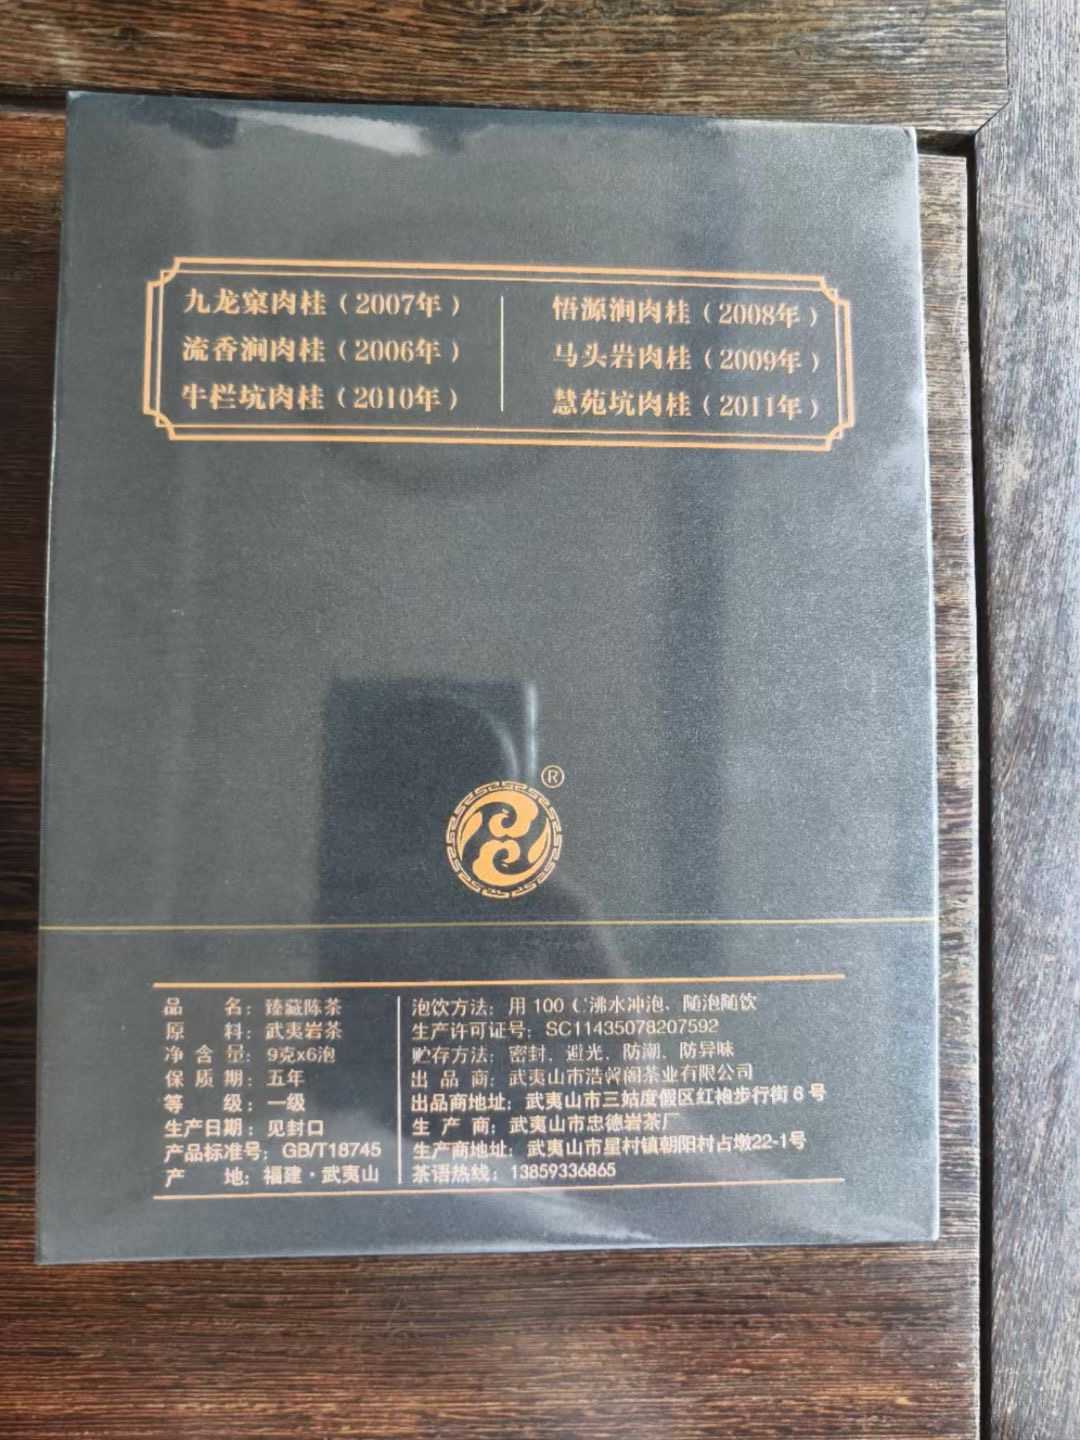 九龙窠肉桂（2007年）
流香涧肉桂（2006年）
牛栏坑肉桂（2010年）
悟源涧肉桂（2008年）
马头岩肉桂（2009年）
慧苑坑肉桂（2011年）
®
品名：臻藏陈茶
原料：武夷岩茶
净含量：9克x6泡
保质期：五年
等级：一级
生产日期：见封口
产品标准号：GB/T18745
产地：福建·武夷山
泡饮方法：用100℃沸水冲泡、随泡随饮
生产许可证号：SC11435078207592
贮存方法：密封、避光、防潮、防异味
出品商：武夷山市浩馨阁茶业有限公司
出品商地址：武夷山市三姑度假区红袍步行街6号
生产商：武夷山市忠德岩茶厂
生产商地址：武夷山市星村镇朝阳村占墩22-1号
茶语热线：13859336865